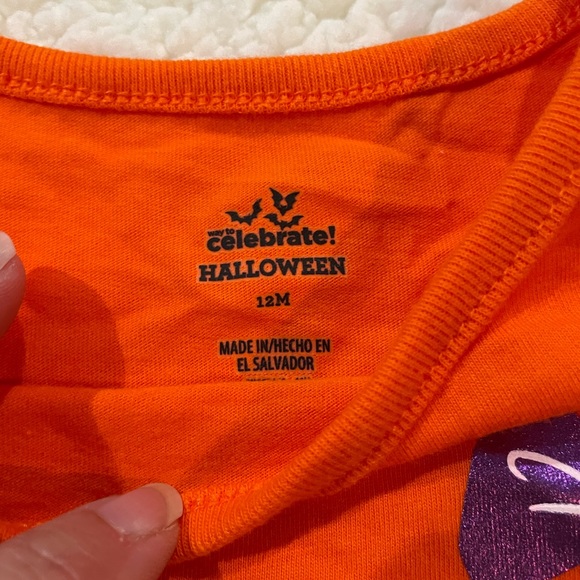 way to
celebrate!
HALLOWEEN
12M
MADE IN/HECHO EN
EL SALVADOR